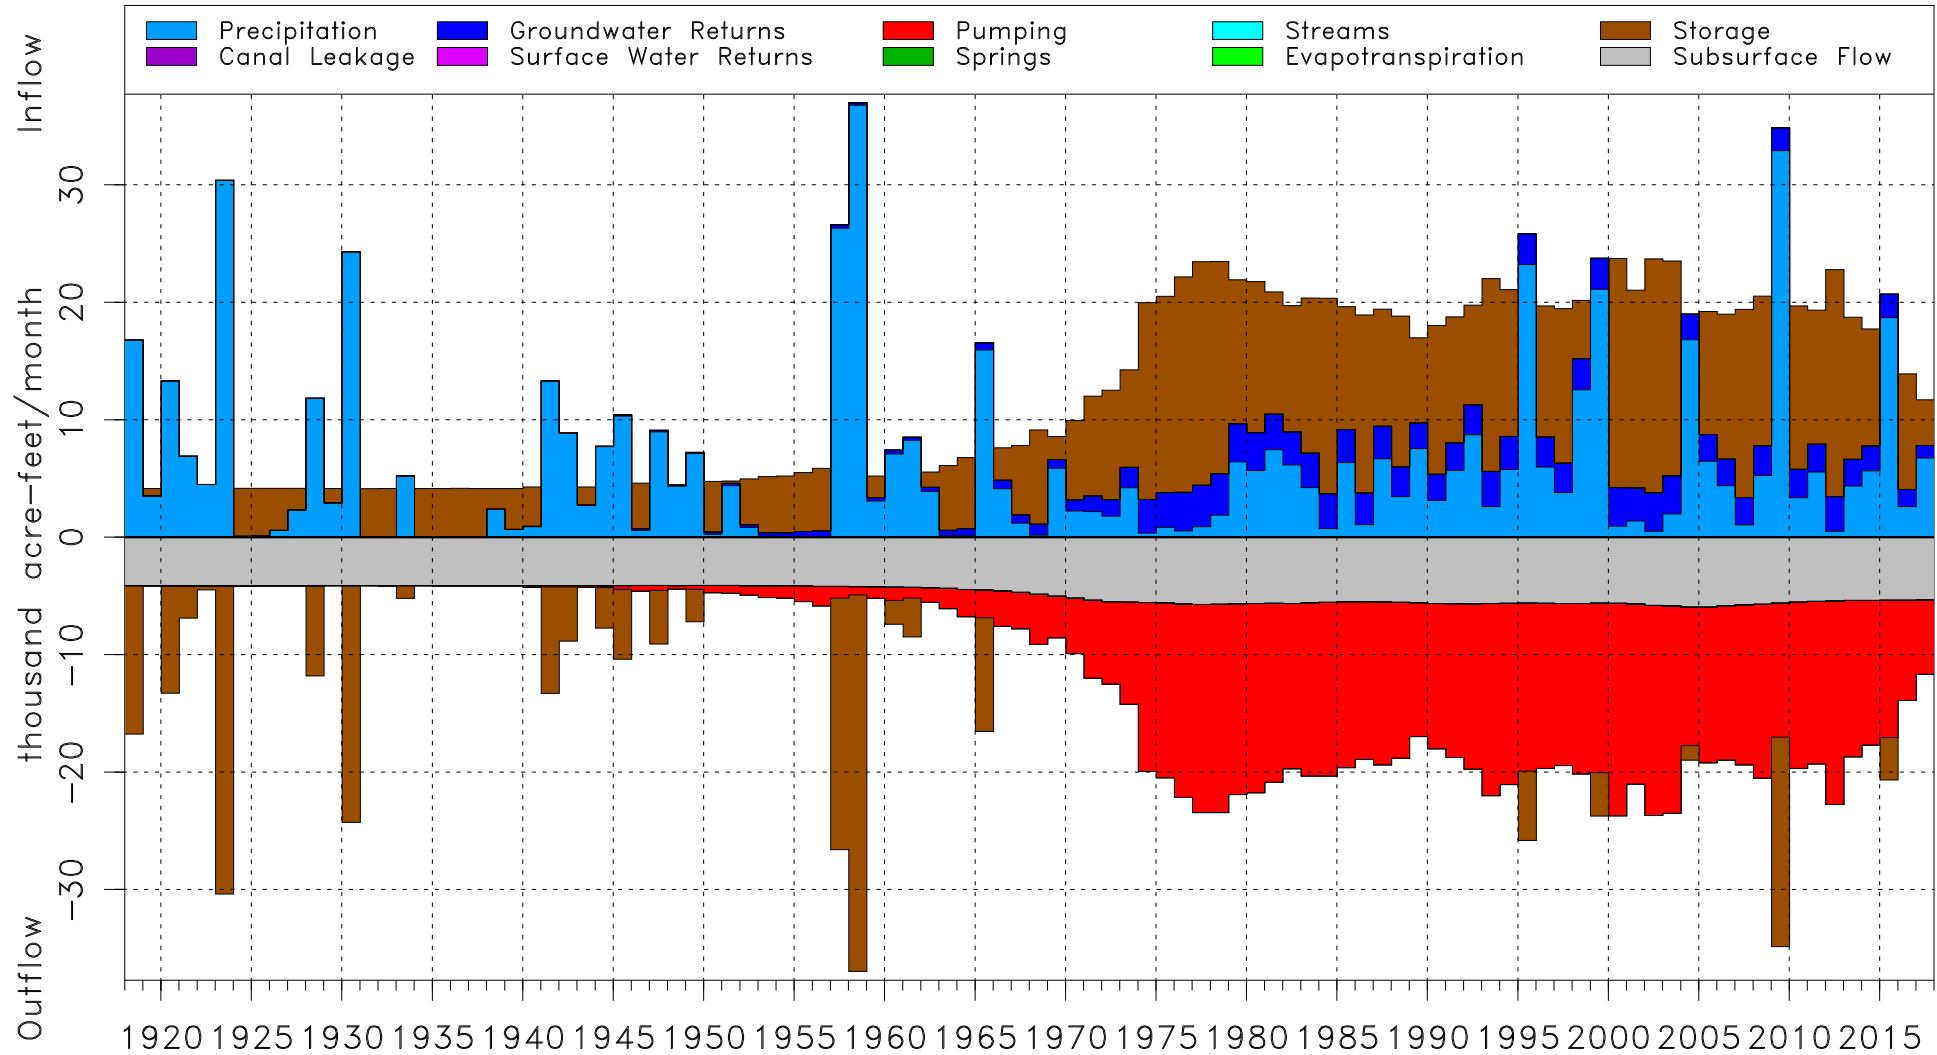 Precipitation Groundwater Returns Pumping Streams Storage
Canal Leakage Surface Water Returns Springs Evapotranspiration Subsurface Flow
Inflow
thousand acre-feet/month
Outflow
30
20
10
0
-10
-20
-30
1920 1925 1930 1935 1940 1945 1950 1955 1960 1965 1970 1975 1980 1985 1990 1995 2000 2005 2010 2015